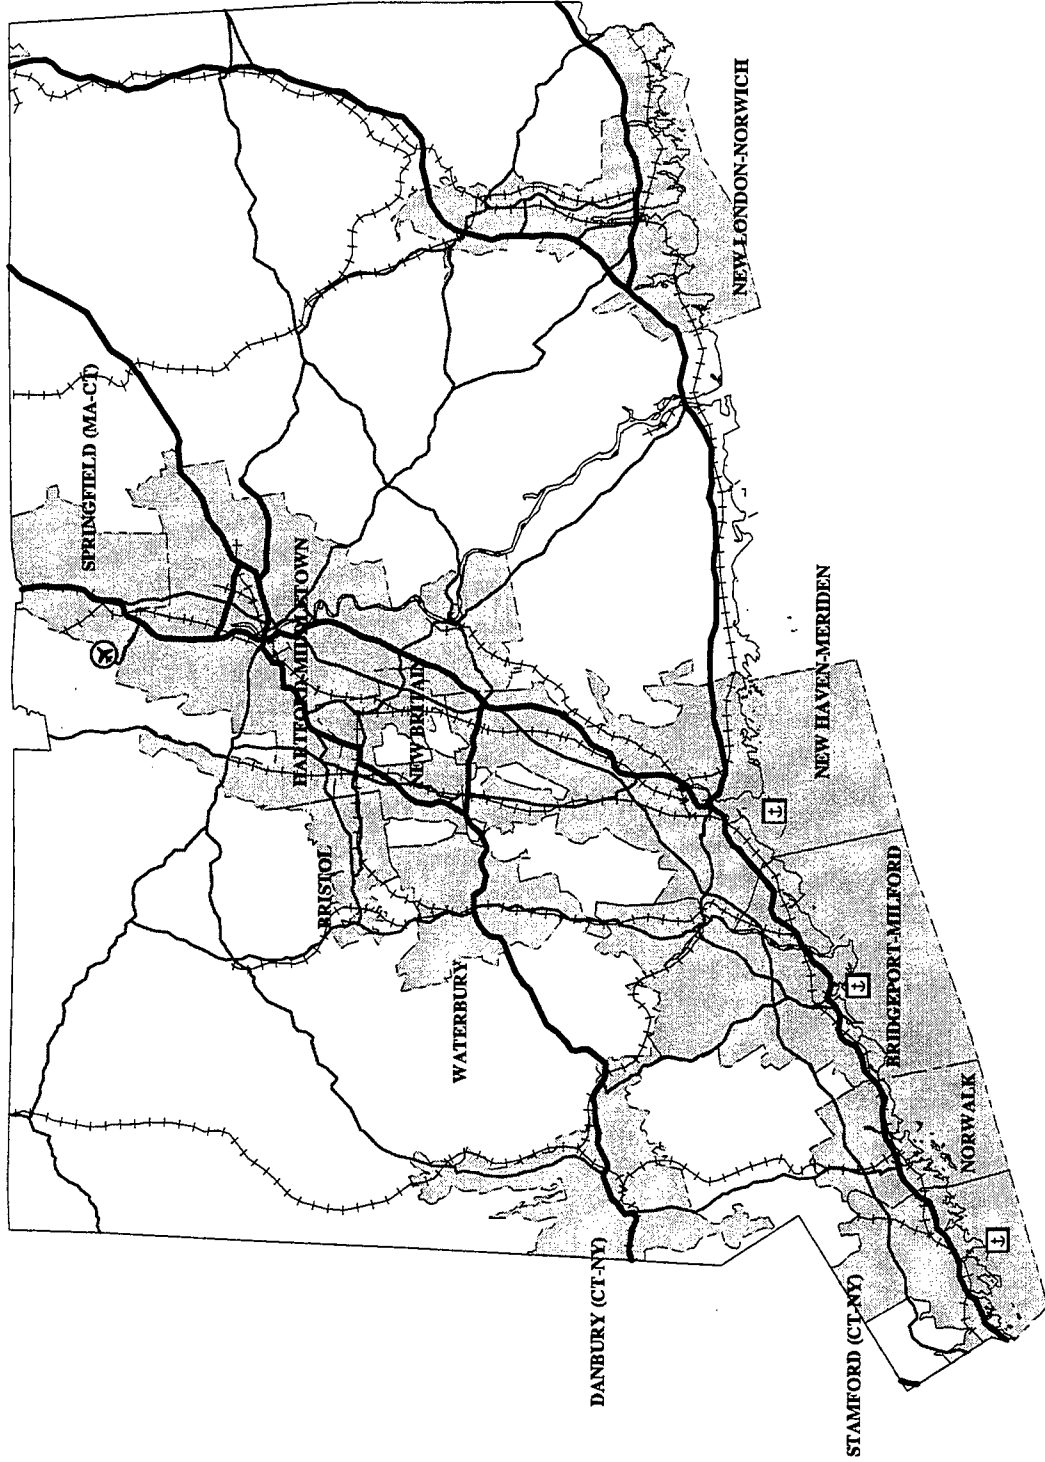 SPRINGFIELD (MA-CT)
HARTFORD-MIDDLETOWN
NEW BRITAIN
BRISTOL
WATERBURY
DANBURY (CT-NY)
NEW LONDON-NORWICH
NEW HAVEN-MERIDEN
BRIDGEPORT-MILFORD
NORWALK
STAMFORD (CT-NY)